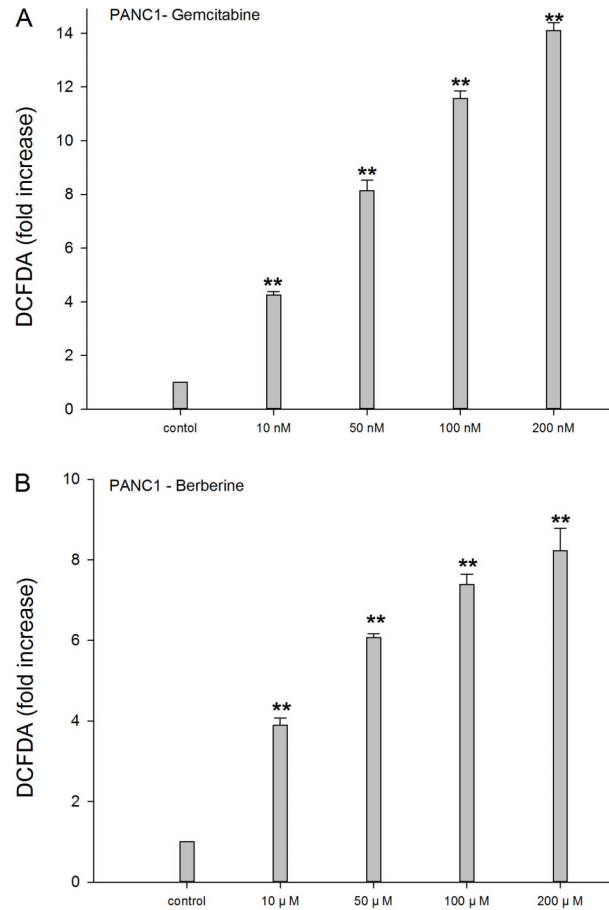 A
PANC1- Gemcitabine
DCFDA (fold increase)
14
12
10
8
6
4
2
0
**
**
**
**
contol
10 nM
50 nM
100 nM
200 nM
B
PANC1 - Berberine
DCFDA (fold increase)
10
8
6
4
2
0
**
**
**
**
control
10 µ M
50 µ M
100 µ M
200 µ M